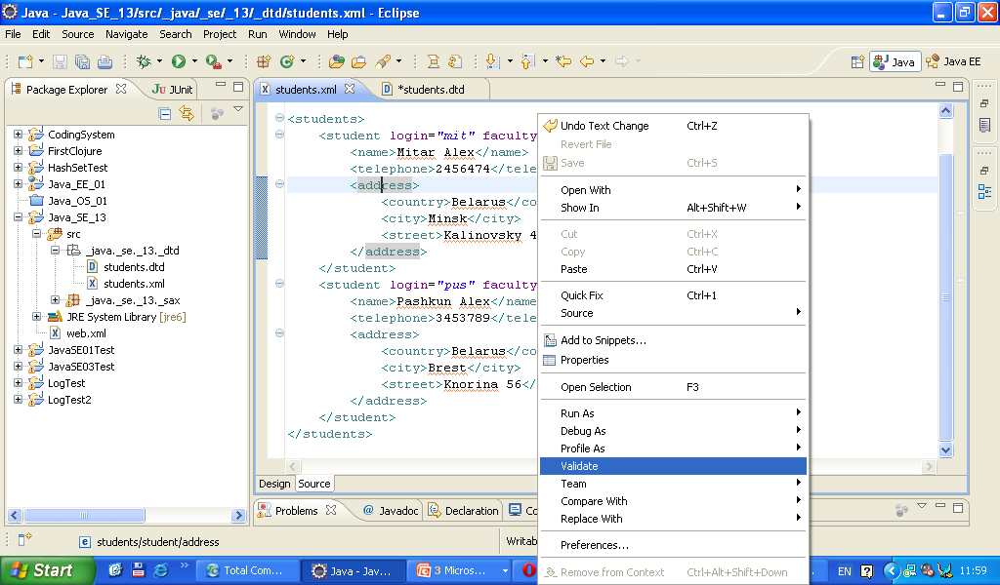 Java - Java_SE_13/src/_java/_se/_13/_dtd/students.xml - Eclipse
File Edit Source Navigate Search Project Run Window Help
Java Java EE
Package Explorer JUnit
CodingSystem
FirstClojure
HashSetTest
Java_EE_01
Java_OS_01
Java_SE_13
src
_java._se._13._dtd
students.dtd
students.xml
_java._se._13._sax
JRE System Library [jre6]
web.xml
JavaSE01Test
JavaSE03Test
LogTest
LogTest2
students.xml *students.dtd
<students>
<student login="mit" faculty
<name>Mitar Alex</name>
<telephone>2456474</tele
<address>
<country>Belarus</co
<city>Minsk</city>
<street>Kalinovsky 4
</address>
</student>
<student login="pus" faculty
<name>Pashkun Alex</name
<telephone>3453789</tele
<address>
<country>Belarus</co
<city>Brest</city>
<street>Knorina 56</
</address>
</student>
</students>
Design Source
Undo Text Change Ctrl+Z
Revert File
Save Ctrl+S
Open With
Show In Alt+Shift+W
Cut Ctrl+X
Copy Ctrl+C
Paste Ctrl+V
Quick Fix Ctrl+1
Source
Add to Snippets...
Properties
Open Selection F3
Run As
Debug As
Profile As
Validate
Team
Compare With
Replace With
Preferences...
Remove from Context Ctrl+Alt+Shift+Down
Problems @ Javadoc Declaration Co
students/student/address Writab
Start Total Com... Java - Jav... 3 Micros... EN 11:59